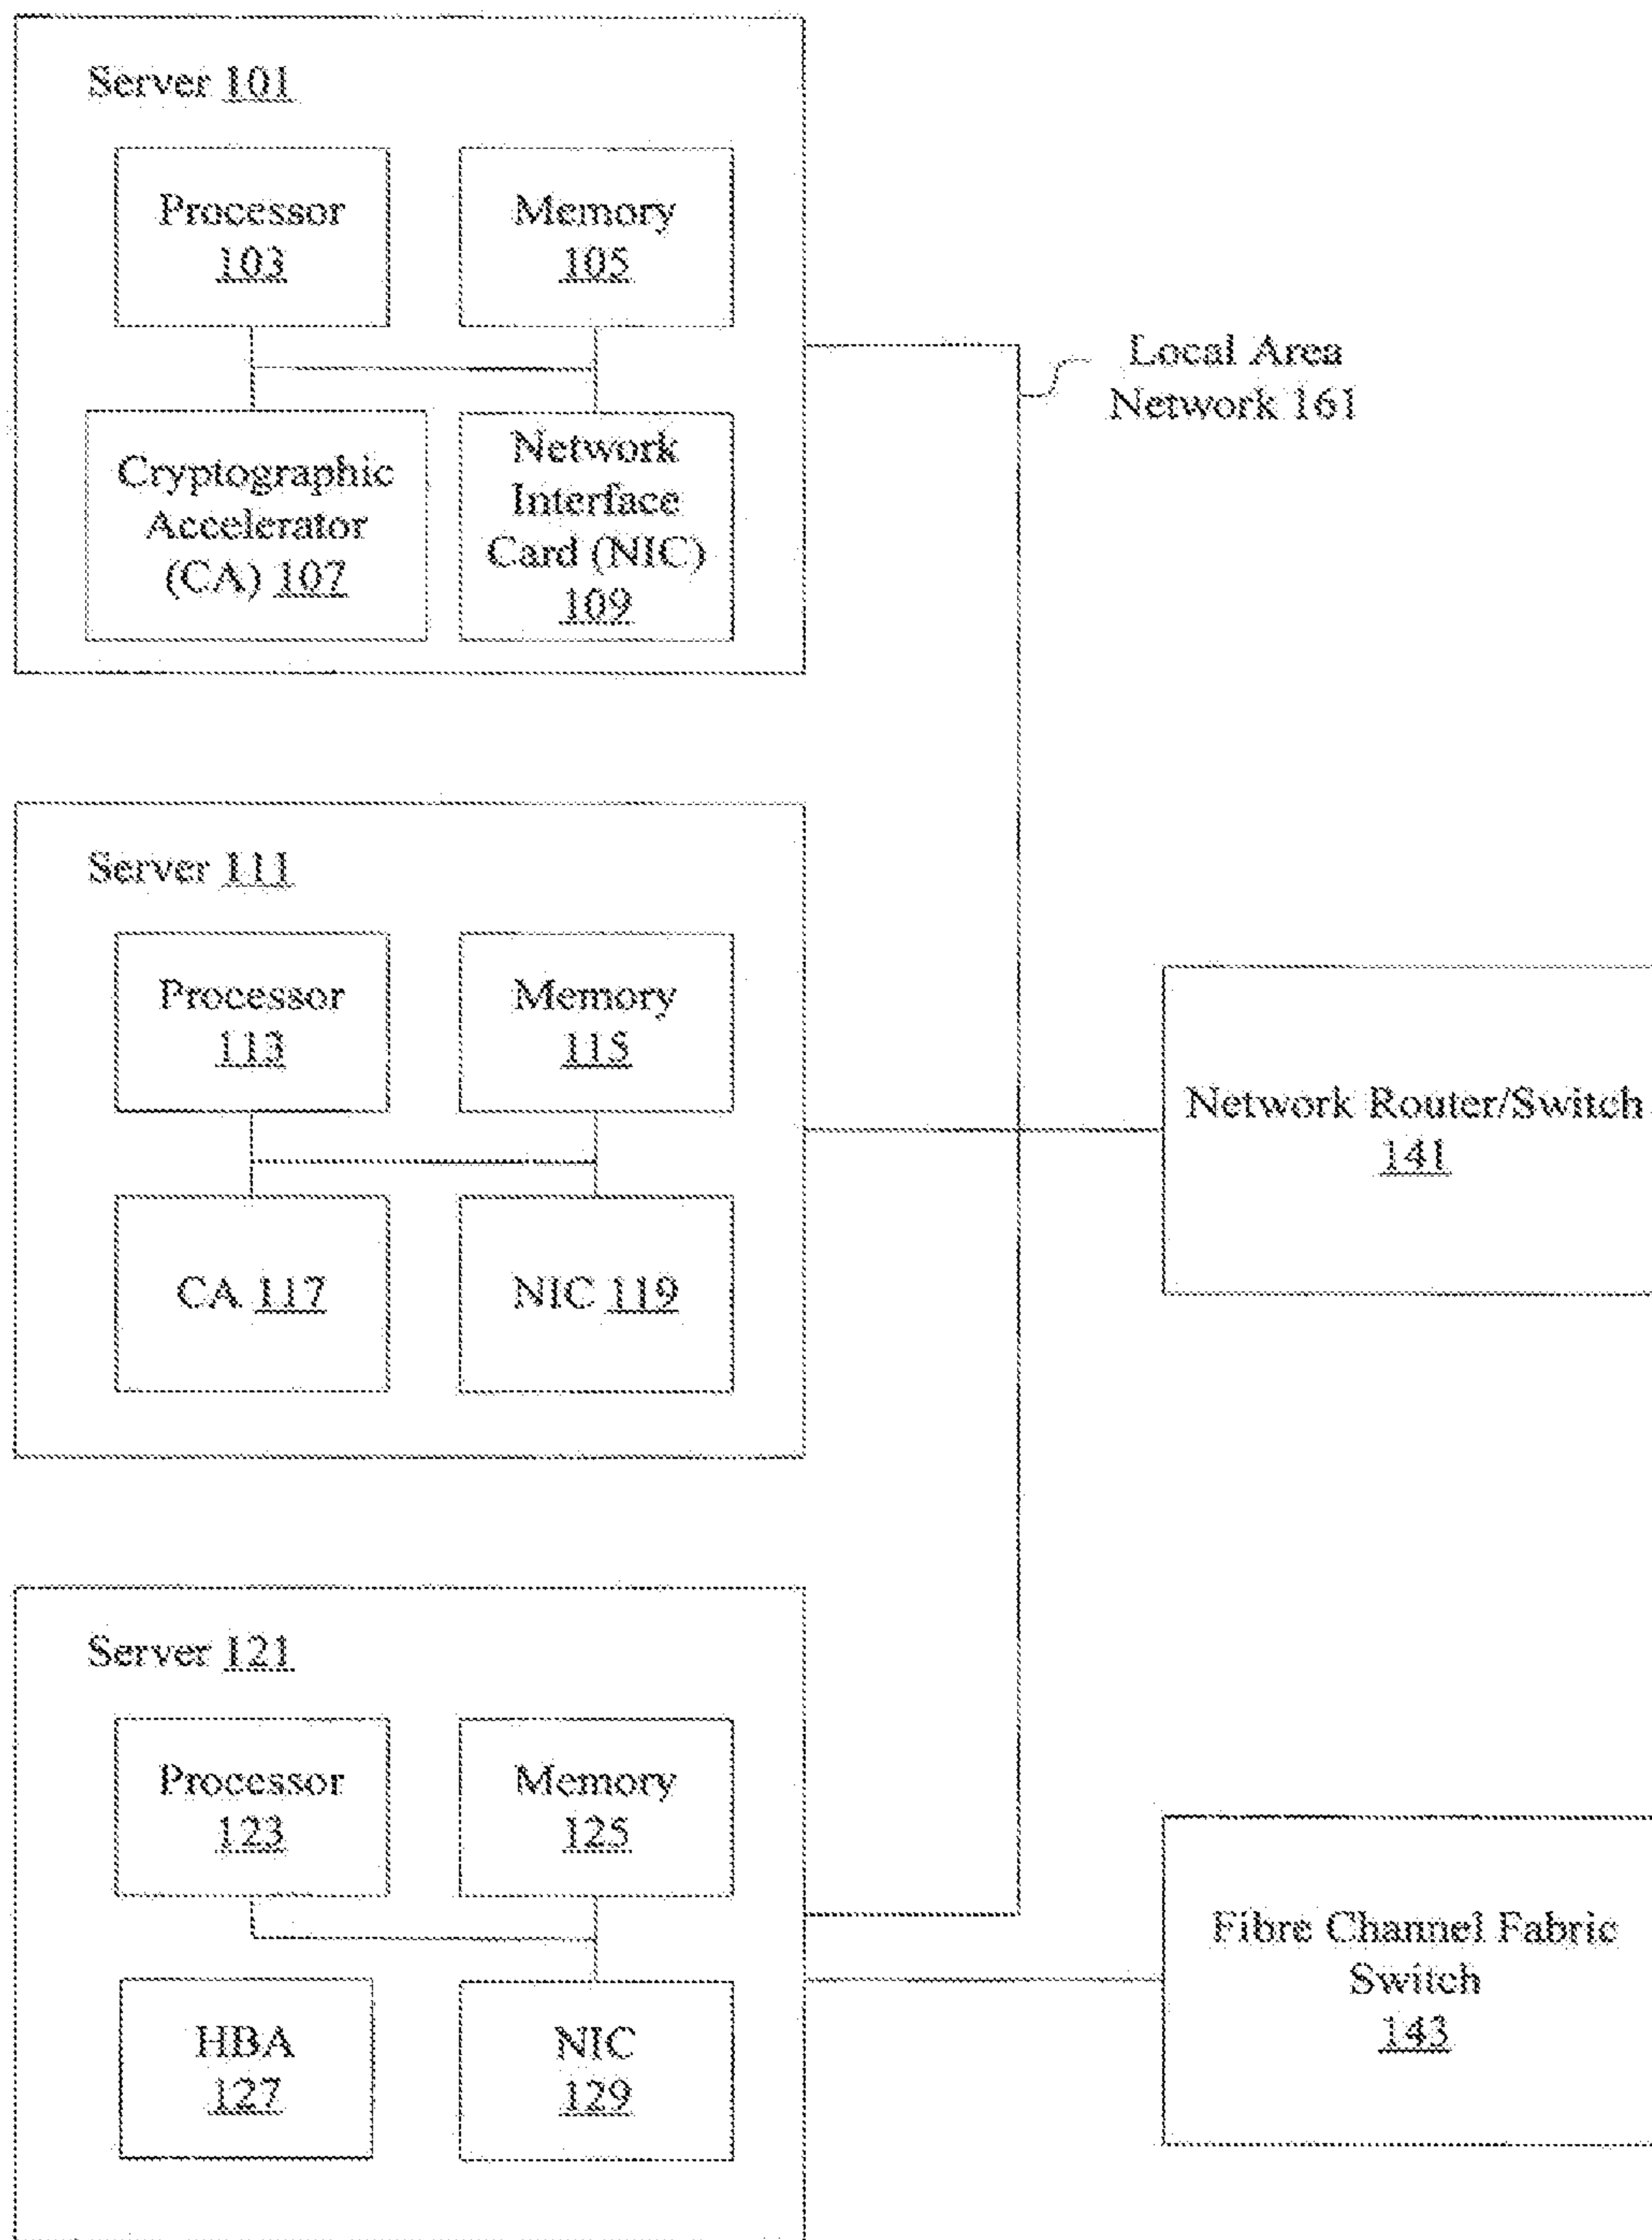 Server 101
Processor
103
Memory
105
Cryptographic
Accelerator
(CA) 107
Network
Interface
Card (NIC)
109
Local Area
Network 161
Server 111
Processor
113
Memory
115
CA 117
NIC 119
Network Router/Switch
141
Server 121
Processor
123
Memory
125
HBA
127
NIC
129
Fibre Channel Fabric
Switch
143